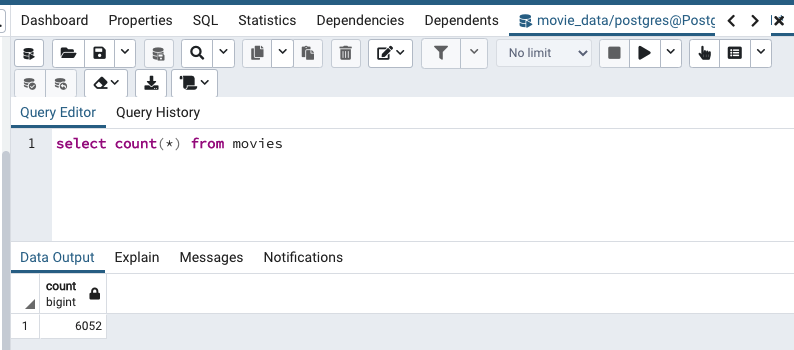 Dashboard Properties SQL Statistics Dependencies Dependents movie_data/postgres@Postg
No limit
Query Editor Query History
1 select count(*) from movies
Data Output Explain Messages Notifications
count
bigint
1 6052